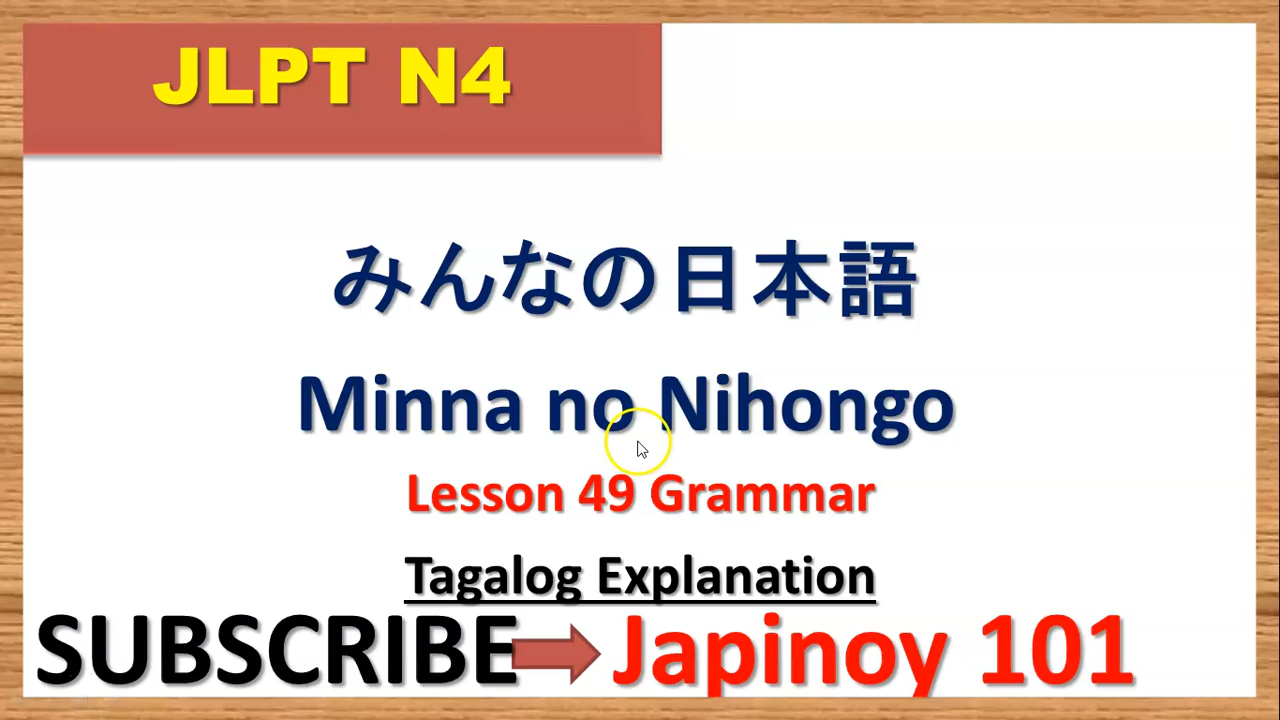 JLPT N4
みんなの日本語
Minna no Nihongo
Lesson 49 Grammar
Tagalog Explanation
SUBSCRIBE Japinoy 101